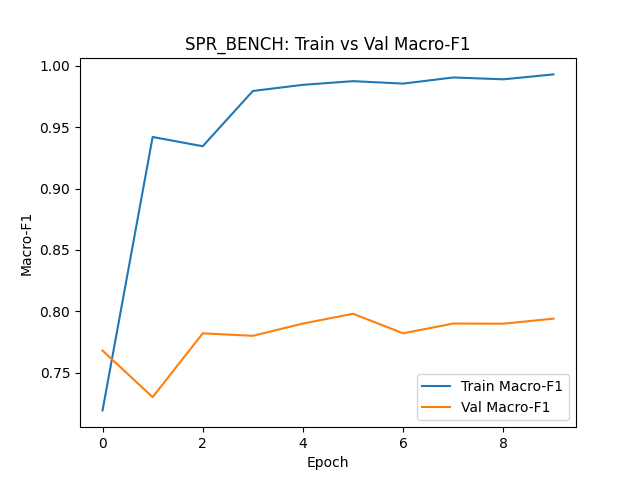 SPR_BENCH: Train vs Val Macro-F1
Macro-F1
1.00
0.95
0.90
0.85
0.80
0.75
0 2 4 6 8
Epoch
Train Macro-F1
Val Macro-F1